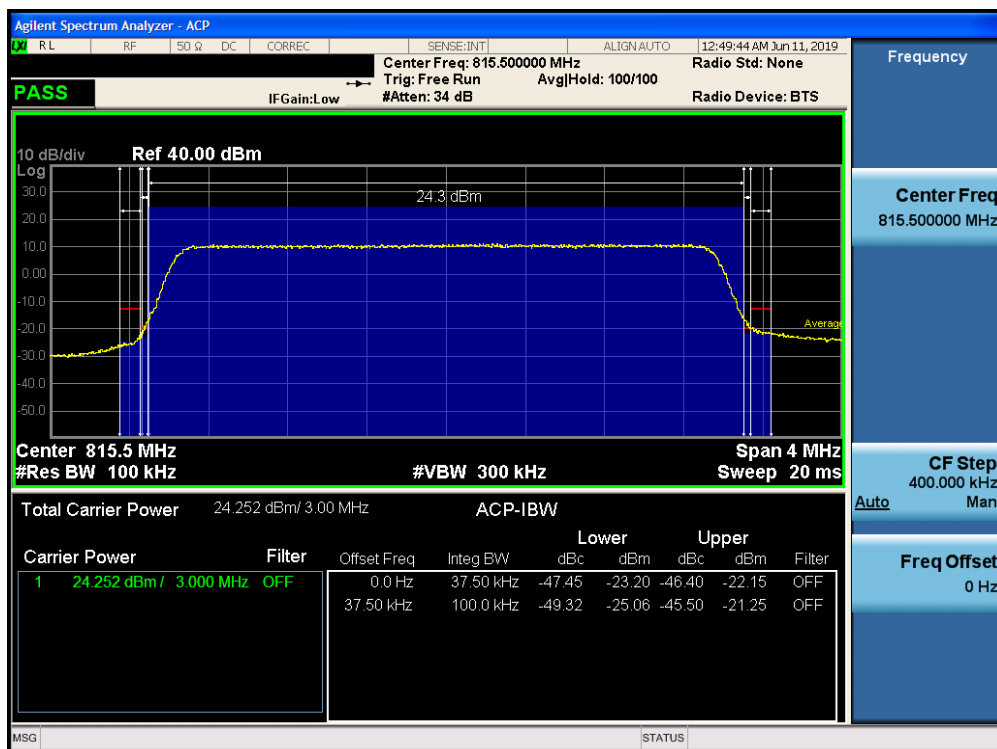 Agilent Spectrum Analyzer - ACP
LXI RL RF 50 Ω DC CORREC SENSE:INT ALIGN AUTO 12:49:44 AM Jun 11, 2019
Center Freq: 815.500000 MHz Radio Std: None
Trig: Free Run Avg|Hold: 100/100
PASS IFGain:Low #Atten: 34 dB Radio Device: BTS
10 dB/div Ref 40.00 dBm
Log
30.0
24.3 dBm
20.0
10.0
0.00
-10.0
-20.0
Average
-30.0
-40.0
-50.0
Center 815.5 MHz Span 4 MHz
#Res BW 100 kHz #VBW 300 kHz Sweep 20 ms
Total Carrier Power 24.252 dBm/ 3.00 MHz ACP-IBW
Lower Upper
Carrier Power Filter Offset Freq Integ BW dBc dBm dBc dBm Filter
1 24.252 dBm / 3.000 MHz OFF 0.0 Hz 37.50 kHz -47.45 -23.20 -46.40 -22.15 OFF
37.50 kHz 100.0 kHz -49.32 -25.06 -45.50 -21.25 OFF
Frequency
Center Freq
815.500000 MHz
CF Step
400.000 kHz
Auto Man
Freq Offset
0 Hz
MSG STATUS